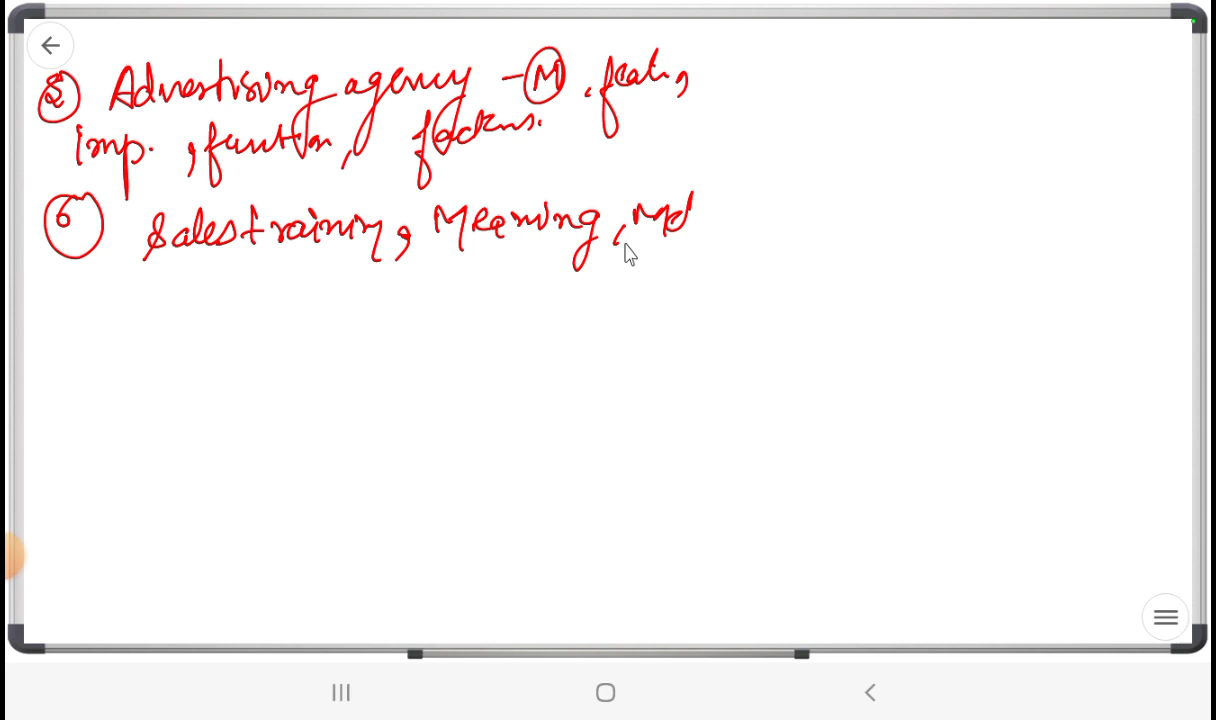 5 Advertising agency - M, feat,
imp., function, factors.
6 Salestraining, Meaning,